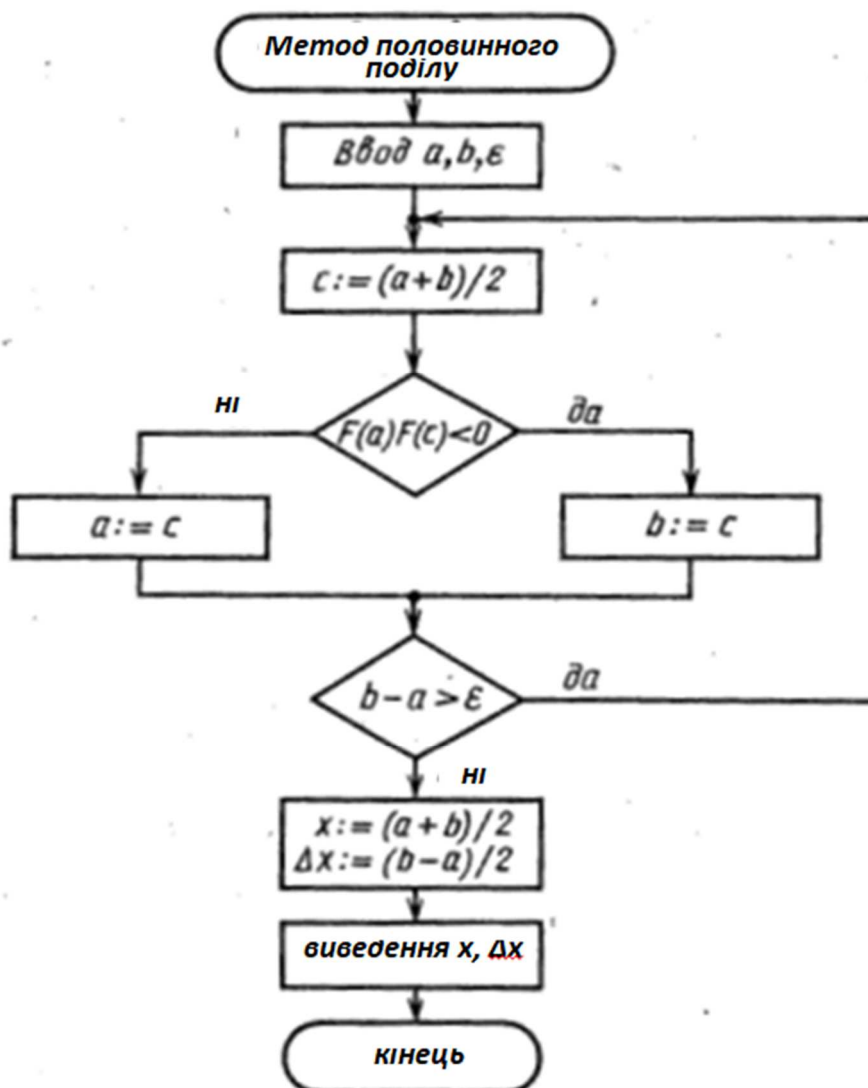 Метод половинного
поділу
Ввод a,b,ε
c:=(a+b)/2
ні
F(a)F(c)<0
да
a:=c
b:=c
b-a>ε
да
ні
x:=(a+b)/2
Δx:=(b-a)/2
виведення x, Δx
кінець